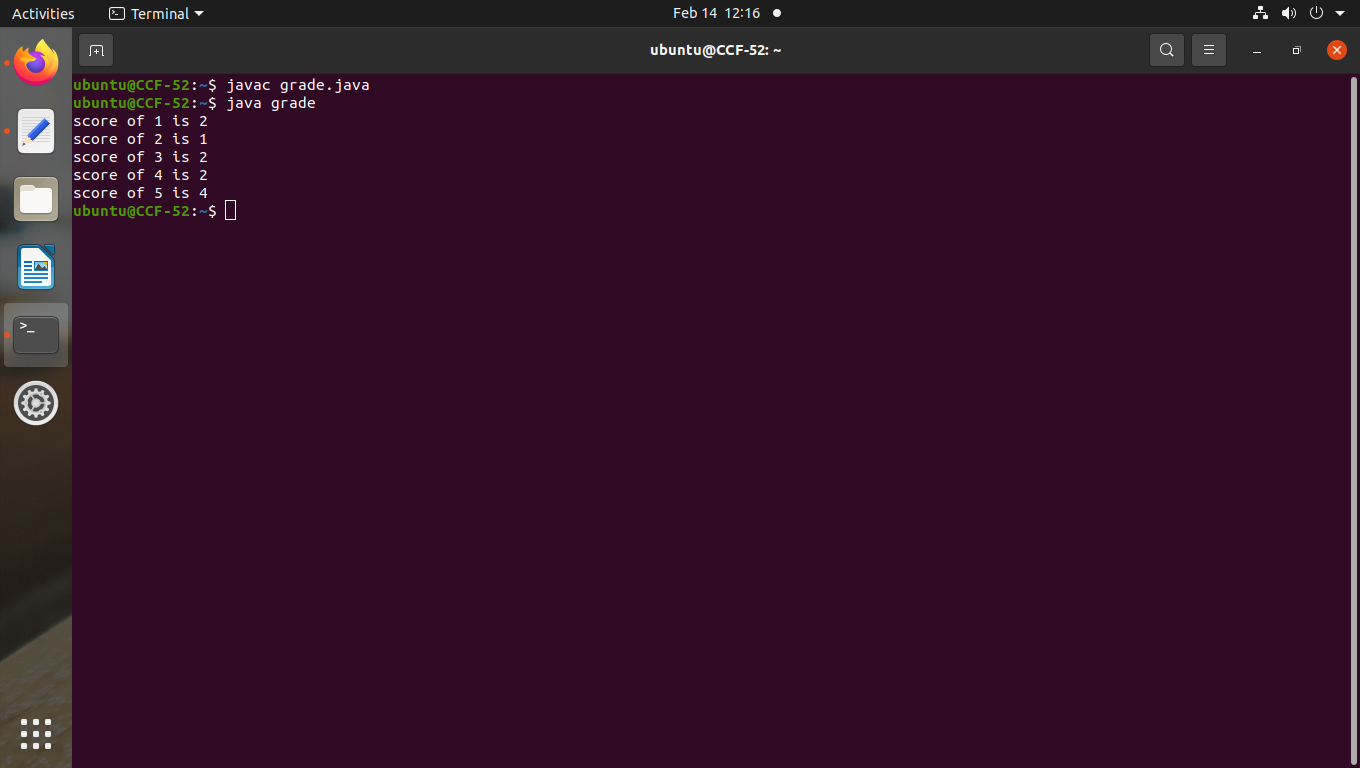 Activities Terminal Feb 14 12:16
ubuntu@CCF-52: ~
ubuntu@CCF-52:~$ javac grade.java
ubuntu@CCF-52:~$ java grade
score of 1 is 2
score of 2 is 1
score of 3 is 2
score of 4 is 2
score of 5 is 4
ubuntu@CCF-52:~$
>_